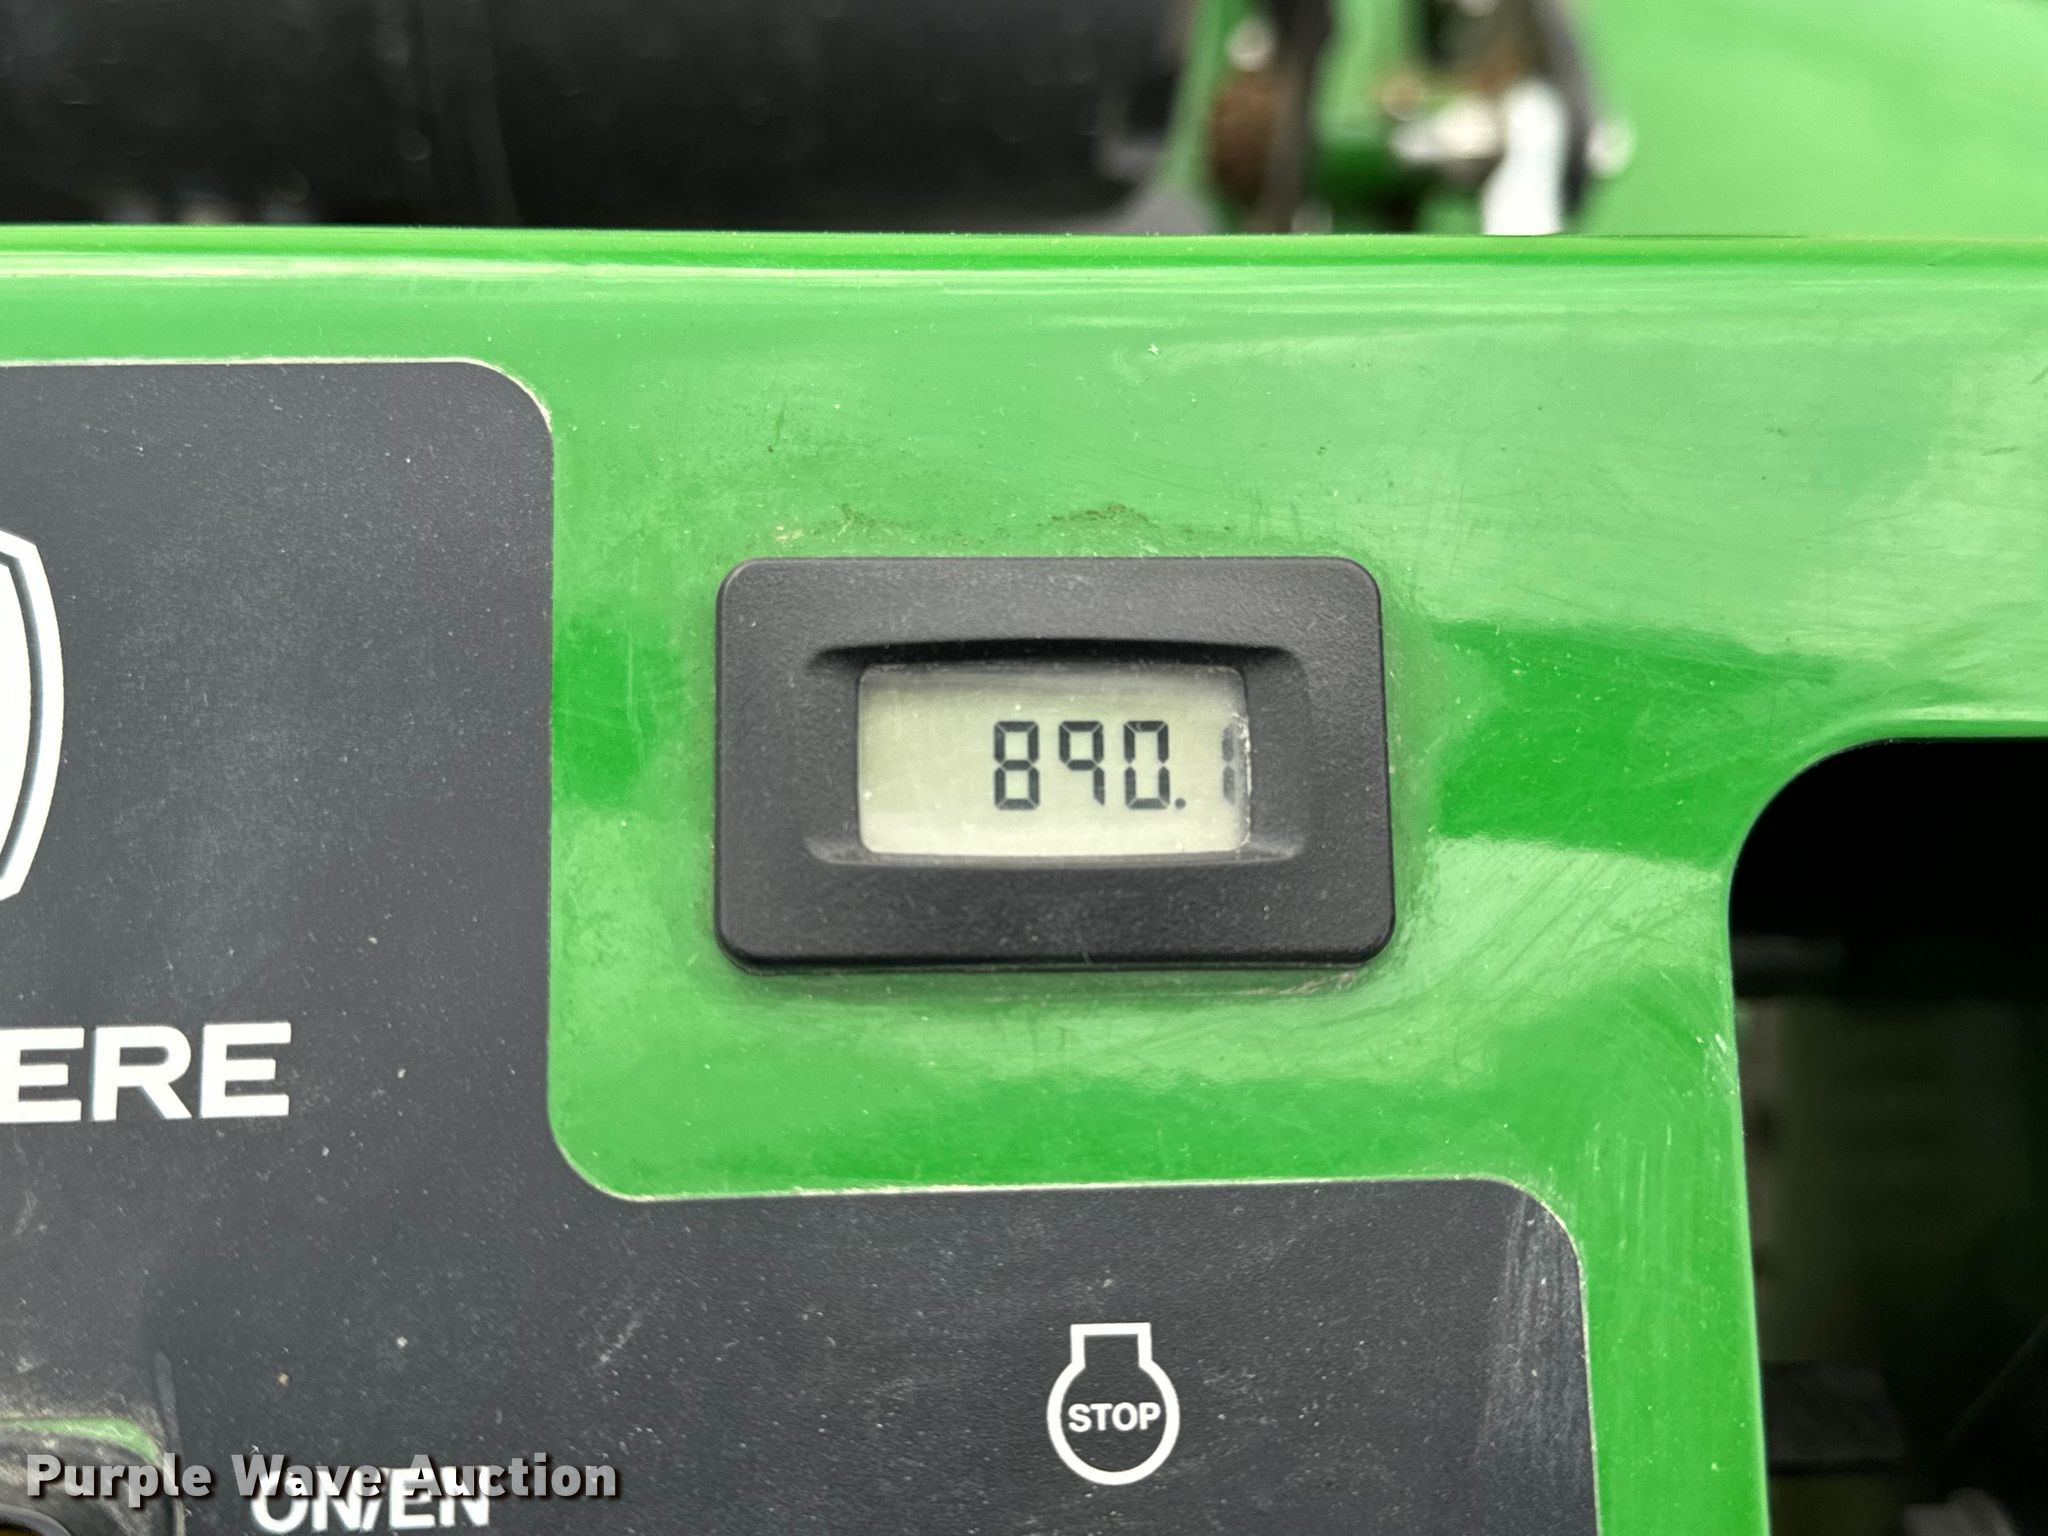 890.1
ERE
STOP
ON/EN
Purple Wave Auction